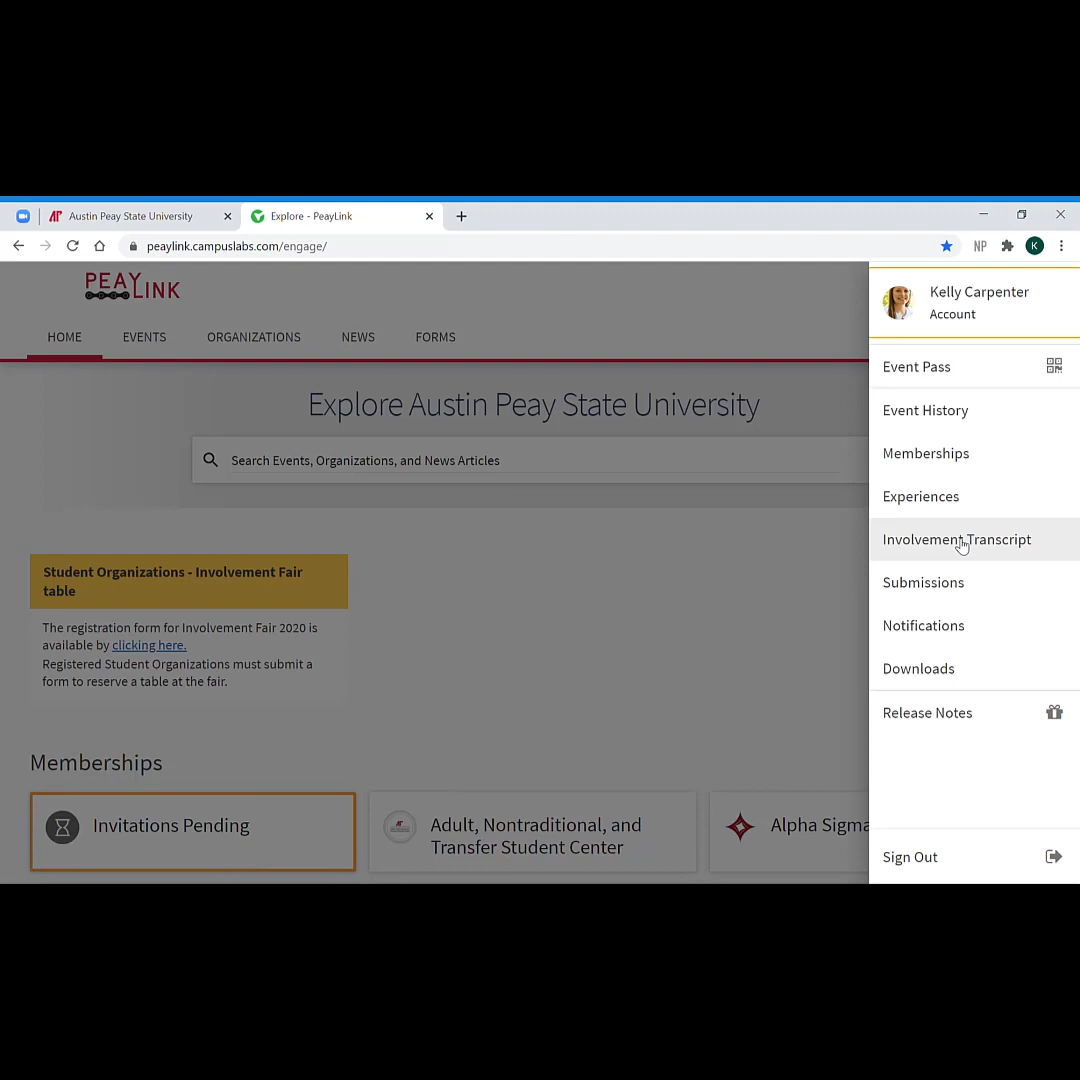 Austin Peay State University
Explore - PeayLink
peaylink.campuslabs.com/engage/
NP
K
PEAY LINK
HOME
EVENTS
ORGANIZATIONS
NEWS
FORMS
Explore Austin Peay State University
Search Events, Organizations, and News Articles
Student Organizations - Involvement Fair
table
The registration form for Involvement Fair 2020 is
available by clicking here.
Registered Student Organizations must submit a
form to reserve a table at the fair.
Memberships
Invitations Pending
Adult, Nontraditional, and
Transfer Student Center
Alpha Sigma
Kelly Carpenter
Account
Event Pass
Event History
Memberships
Experiences
Involvement Transcript
Submissions
Notifications
Downloads
Release Notes
Sign Out